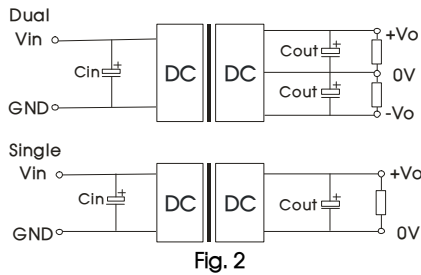 Dual
Vin
+Vo
Cin
+
DC
DC
Cout
+
0V
Cout
+
GND
-Vo
Single
Vin
+Vo
Cin
+
DC
DC
Cout
+
GND
0V
Fig. 2